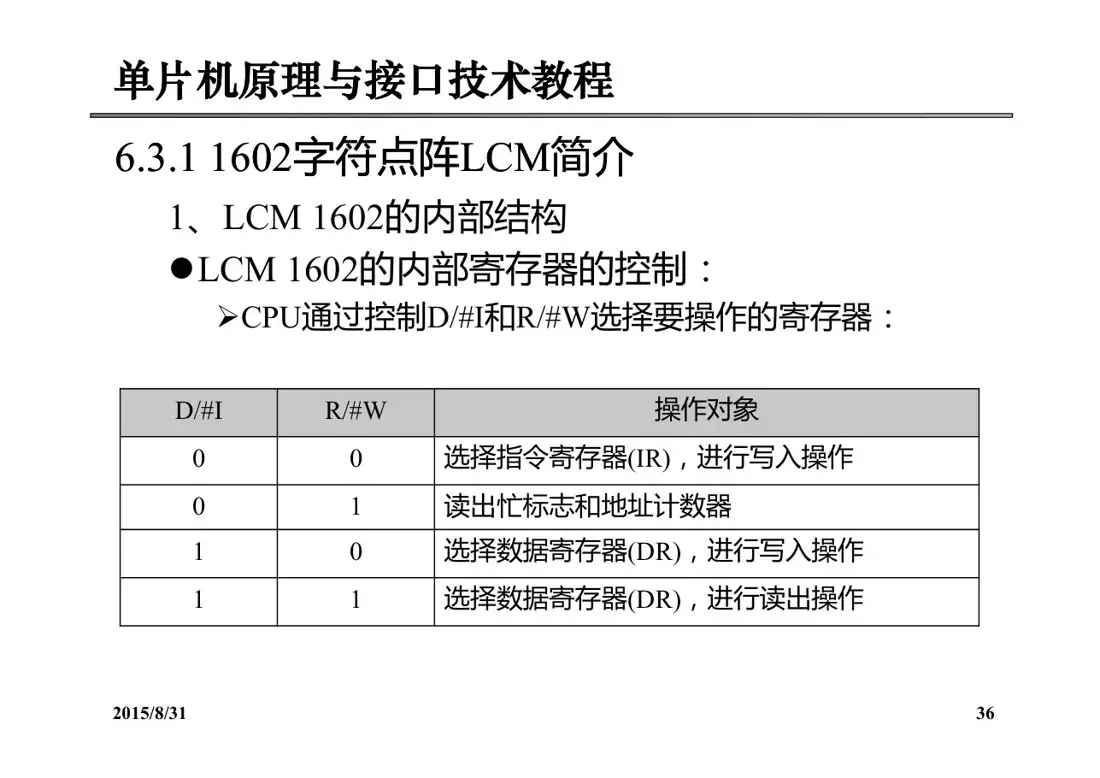 单片机原理与接口技术教程
6.3.1 1602字符点阵LCM简介
1、LCM 1602的内部结构
●LCM 1602的内部寄存器的控制：
➢CPU通过控制D/#I和R/#W选择要操作的寄存器：
D/#I R/#W 操作对象
0 0 选择指令寄存器(IR)，进行写入操作
0 1 读出忙标志和地址计数器
1 0 选择数据寄存器(DR)，进行写入操作
1 1 选择数据寄存器(DR)，进行读出操作
2015/8/31 36